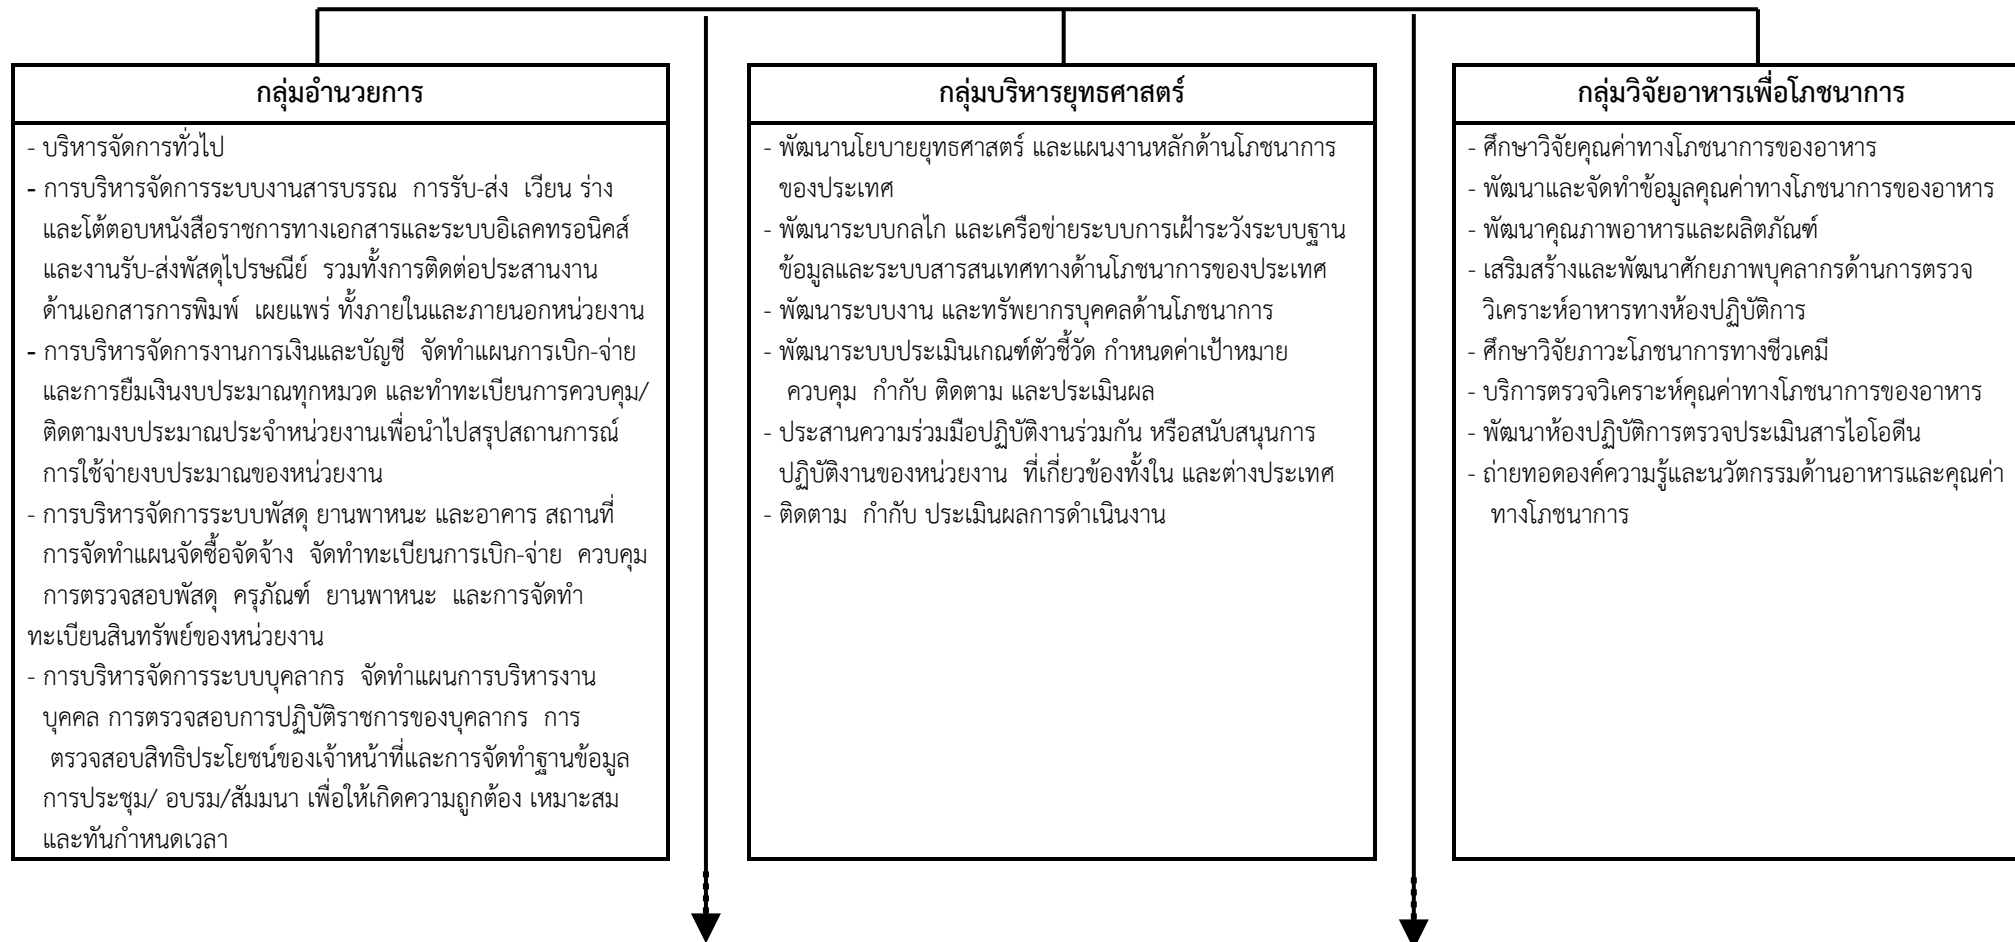 กลุ่มอำนวยการ
- บริหารจัดการทั่วไป
- การบริหารจัดการระบบงานสารบรรณ การรับ-ส่ง เวียน ร่าง
และโต้ตอบหนังสือราชการทางเอกสารและระบบอิเลคทรอนิคส์
และงานรับ-ส่งพัสดุไปรษณีย์ รวมทั้งการติดต่อประสานงาน
ด้านเอกสารการพิมพ์ เผยแพร่ ทั้งภายในและภายนอกหน่วยงาน
- การบริหารจัดการงานการเงินและบัญชี จัดทำแผนการเบิก-จ่าย
และการยืมเงินงบประมาณทุกหมวด และทำทะเบียนการควบคุม/
ติดตามงบประมาณประจำหน่วยงานเพื่อนำไปสรุปสถานการณ์
การใช้จ่ายงบประมาณของหน่วยงาน
- การบริหารจัดการระบบพัสดุ ยานพาหนะ และอาคาร สถานที่
การจัดทำแผนจัดซื้อจัดจ้าง จัดทำทะเบียนการเบิก-จ่าย ควบคุม
การตรวจสอบพัสดุ ครุภัณฑ์ ยานพาหนะ และการจัดทำ
ทะเบียนสินทรัพย์ของหน่วยงาน
- การบริหารจัดการระบบบุคลากร จัดทำแผนการบริหารงาน
บุคคล การตรวจสอบการปฏิบัติราชการของบุคลากร การ
ตรวจสอบสิทธิประโยชน์ของเจ้าหน้าที่และการจัดทำฐานข้อมูล
การประชุม/ อบรม/สัมมนา เพื่อให้เกิดความถูกต้อง เหมาะสม
และทันกำหนดเวลา
กลุ่มบริหารยุทธศาสตร์
- พัฒนานโยบายยุทธศาสตร์ และแผนงานหลักด้านโภชนาการ
ของประเทศ
- พัฒนาระบบกลไก และเครือข่ายระบบการเฝ้าระวังระบบฐาน
ข้อมูลและระบบสารสนเทศทางด้านโภชนาการของประเทศ
- พัฒนาระบบงาน และทรัพยากรบุคคลด้านโภชนาการ
- พัฒนาระบบประเมินเกณฑ์ตัวชี้วัด กำหนดค่าเป้าหมาย
ควบคุม กำกับ ติดตาม และประเมินผล
- ประสานความร่วมมือปฏิบัติงานร่วมกัน หรือสนับสนุนการ
ปฏิบัติงานของหน่วยงาน ที่เกี่ยวข้องทั้งใน และต่างประเทศ
- ติดตาม กำกับ ประเมินผลการดำเนินงาน
กลุ่มวิจัยอาหารเพื่อโภชนาการ
- ศึกษาวิจัยคุณค่าทางโภชนาการของอาหาร
- พัฒนาและจัดทำข้อมูลคุณค่าทางโภชนาการของอาหาร
- พัฒนาคุณภาพอาหารและผลิตภัณฑ์
- เสริมสร้างและพัฒนาศักยภาพบุคลากรด้านการตรวจ
วิเคราะห์อาหารทางห้องปฏิบัติการ
- ศึกษาวิจัยภาวะโภชนาการทางชีวเคมี
- บริการตรวจวิเคราะห์คุณค่าทางโภชนาการของอาหาร
- พัฒนาห้องปฏิบัติการตรวจประเมินสารไอโอดีน
- ถ่ายทอดองค์ความรู้และนวัตกรรมด้านอาหารและคุณค่า
ทางโภชนาการ